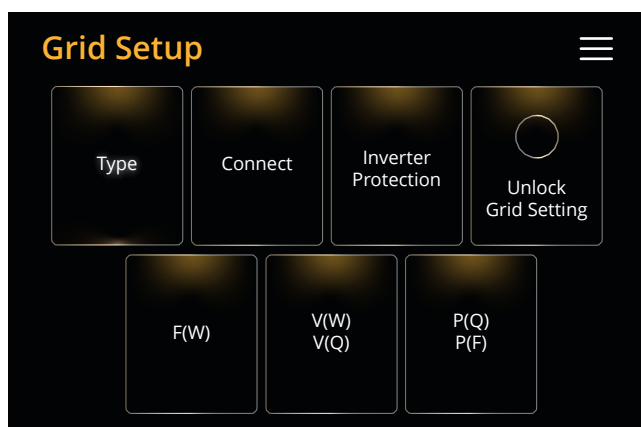 Grid Setup
Type
Connect
Inverter
Protection
Unlock
Grid Setting
F(W)
V(W)
V(Q)
P(Q)
P(F)